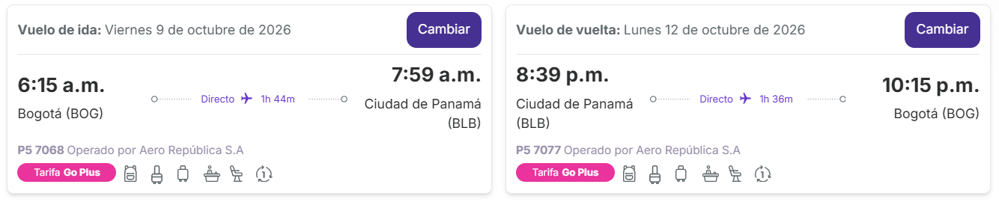 Vuelo de ida: Viernes 9 de octubre de 2026
Cambiar
6:15 a.m.
Bogotá (BOG)
Directo 1h 44m
7:59 a.m.
Ciudad de Panamá
(BLB)
P5 7068 Operado por Aero República S.A
Tarifa Go Plus
1
Vuelo de vuelta: Lunes 12 de octubre de 2026
Cambiar
8:39 p.m.
Ciudad de Panamá
(BLB)
Directo 1h 36m
10:15 p.m.
Bogotá (BOG)
P5 7077 Operado por Aero República S.A
Tarifa Go Plus
1